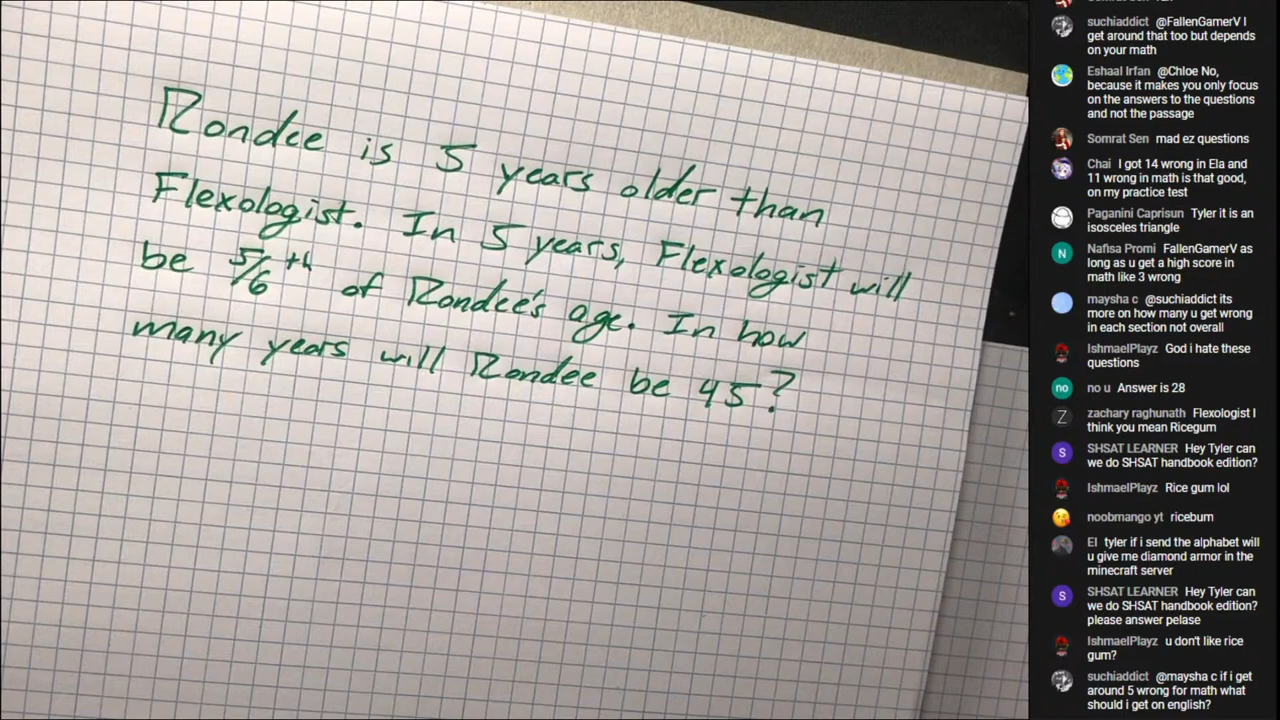 Rondee is 5 years older than
Flexologist. In 5 years, Flexologist will
be 5/6th of Rondee's age. In how
many years will Rondee be 45?
suchiaddict @FallenGamerV I
get around that too but depends
on your math
Eshaal Irfan @Chloe No,
because it makes you only focus
on the answers to the questions
and not the passage
Somrat Sen mad ez questions
Chai I got 14 wrong in Ela and
11 wrong in math is that good,
on my practice test
Paganini Caprisun Tyler it is an
isosceles triangle
N
Nafisa Promi FallenGamerV as
long as u get a high score in
math like 3 wrong
maysha c @suchiaddict its
more on how many u get wrong
in each section not overall
IshmaelPlayz God i hate these
questions
no
no u Answer is 28
Z
zachary raghunath Flexologist I
think you mean Ricegum
S
SHSAT LEARNER Hey Tyler can
we do SHSAT handbook edition?
IshmaelPlayz Rice gum lol
noobmango yt ricebum
El tyler if i send the alphabet will
u give me diamond armor in the
minecraft server
S
SHSAT LEARNER Hey Tyler can
we do SHSAT handbook edition?
please answer pelase
IshmaelPlayz u don't like rice
gum?
suchiaddict @maysha c if i get
around 5 wrong for math what
should i get on english?